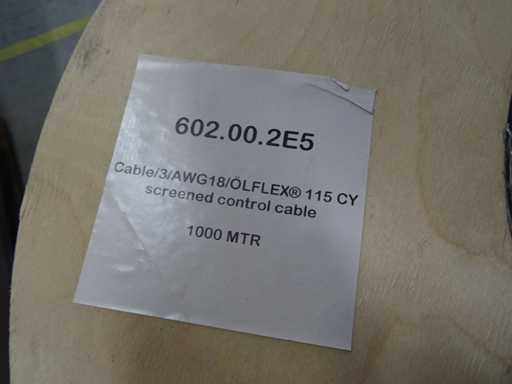 602.00.2E5
Cable/3/AWG18/ÖLFLEX® 115 CY
screened control cable
1000 MTR